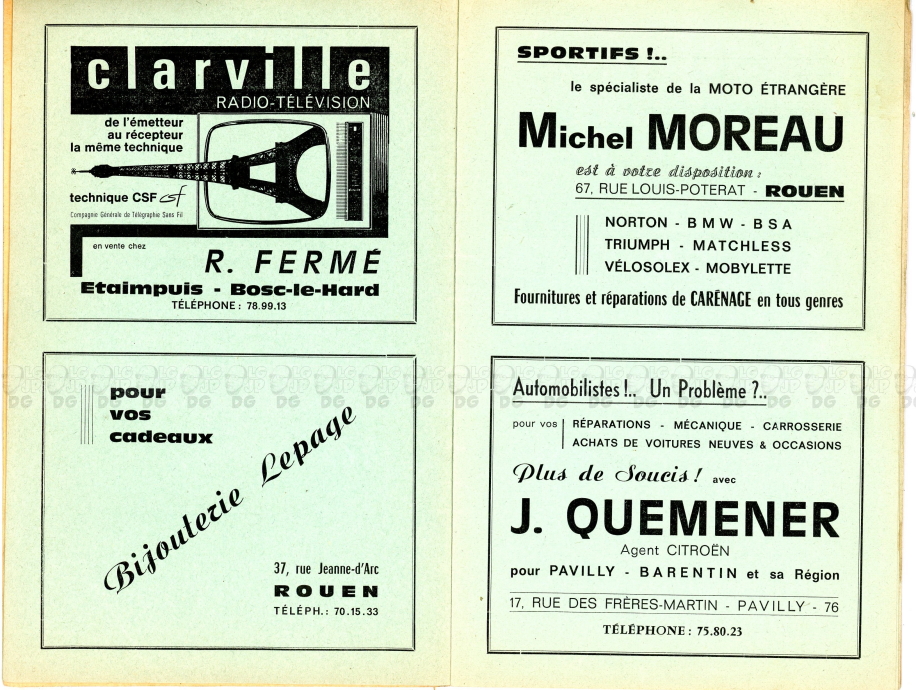 clarville
RADIO-TÉLÉVISION
de l'émetteur
au récepteur
la même technique
technique CSF csf
Compagnie Générale de Télégraphie Sans Fil
en vente chez
R. FERMÉ
Etaimpuis - Bosc-le-Hard
TÉLÉPHONE : 78.99.13
pour
vos
cadeaux
Bijouterie Lepage
37, rue Jeanne-d'Arc
ROUEN
TÉLÉPH. : 70.15.33
SPORTIFS !..
le spécialiste de la MOTO ÉTRANGÈRE
Michel MOREAU
est à votre disposition :
67, RUE LOUIS-POTERAT - ROUEN
NORTON - BMW - BSA
TRIUMPH - MATCHLESS
VÉLOSOLEX - MOBYLETTE
Fournitures et réparations de CARÉNAGE en tous genres
Automobilistes !.. Un Problème ?..
pour vos RÉPARATIONS - MÉCANIQUE - CARROSSERIE
ACHATS DE VOITURES NEUVES & OCCASIONS
Plus de Soucis ! avec
J. QUEMENER
Agent CITROËN
pour PAVILLY - BARENTIN et sa Région
17, RUE DES FRÈRES-MARTIN - PAVILLY - 76
TÉLÉPHONE : 75.80.23